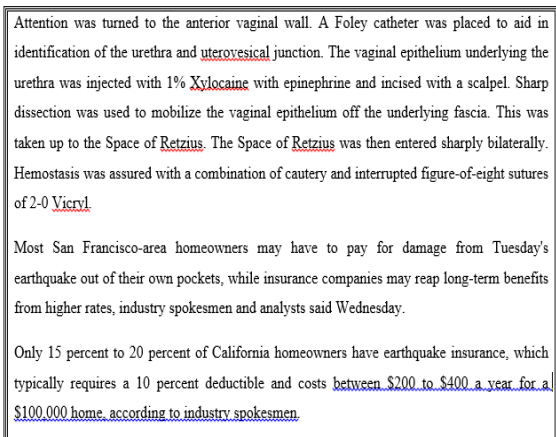 Attention was turned to the anterior vaginal wall. A Foley catheter was placed to aid in
identification of the urethra and uterovesical junction. The vaginal epithelium underlying the
urethra was injected with 1% Xylocaine with epinephrine and incised with a scalpel. Sharp
dissection was used to mobilize the vaginal epithelium off the underlying fascia. This was
taken up to the Space of Retzius. The Space of Retzius was then entered sharply bilaterally.
Hemostasis was assured with a combination of cautery and interrupted figure-of-eight sutures
of 2-0 Vicryl.
Most San Francisco-area homeowners may have to pay for damage from Tuesday's
earthquake out of their own pockets, while insurance companies may reap long-term benefits
from higher rates, industry spokesmen and analysts said Wednesday.
Only 15 percent to 20 percent of California homeowners have earthquake insurance, which
typically requires a 10 percent deductible and costs between $200 to $400 a year for a
$100,000 home, according to industry spokesmen.